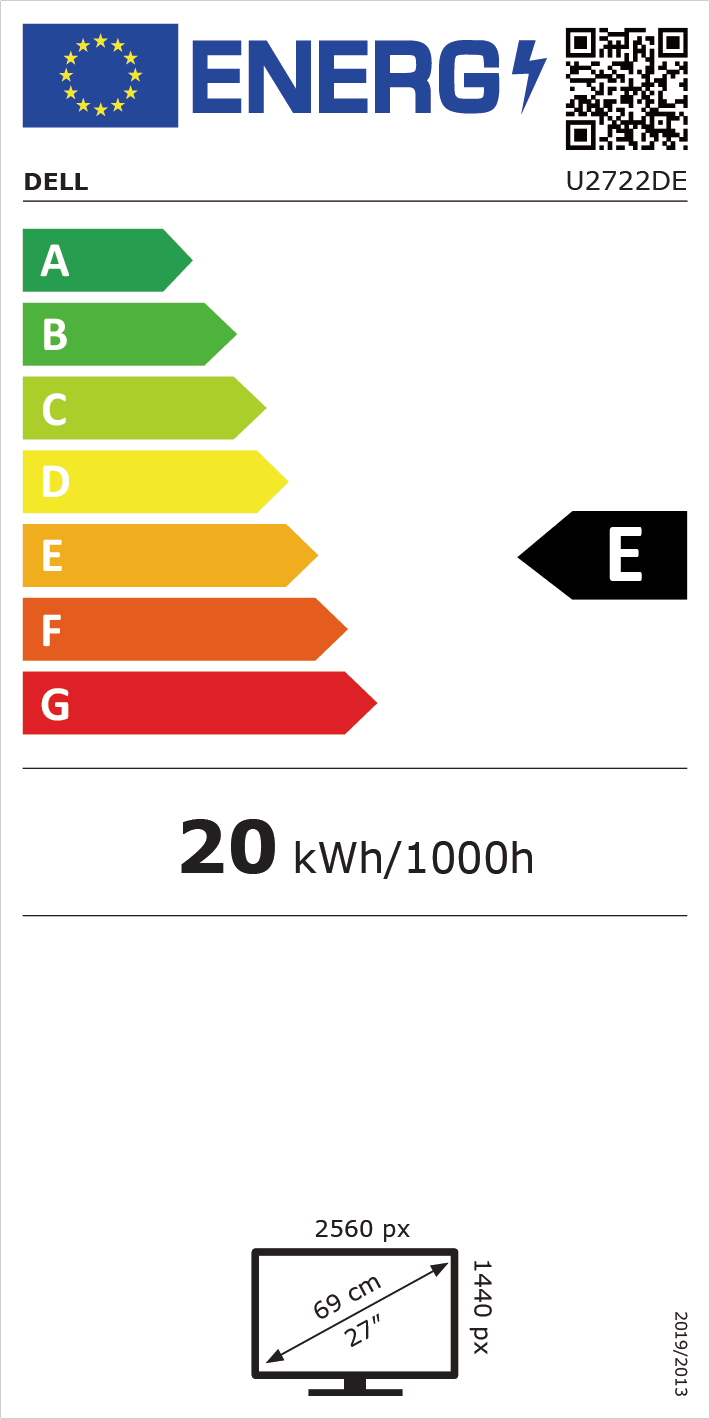 ENERG
DELL
U2722DE
A
B
C
D
E
E
F
G
20 kWh/1000h
2560 px
69 cm
27″
1440 px
2019/2013